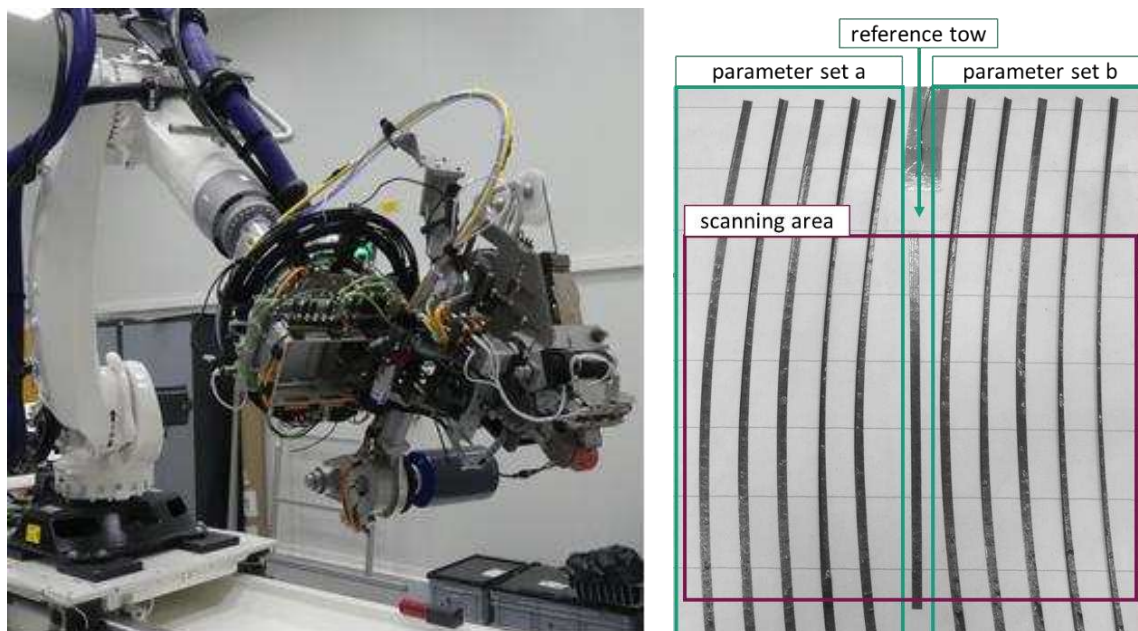 reference tow
parameter set a
parameter set b
scanning area